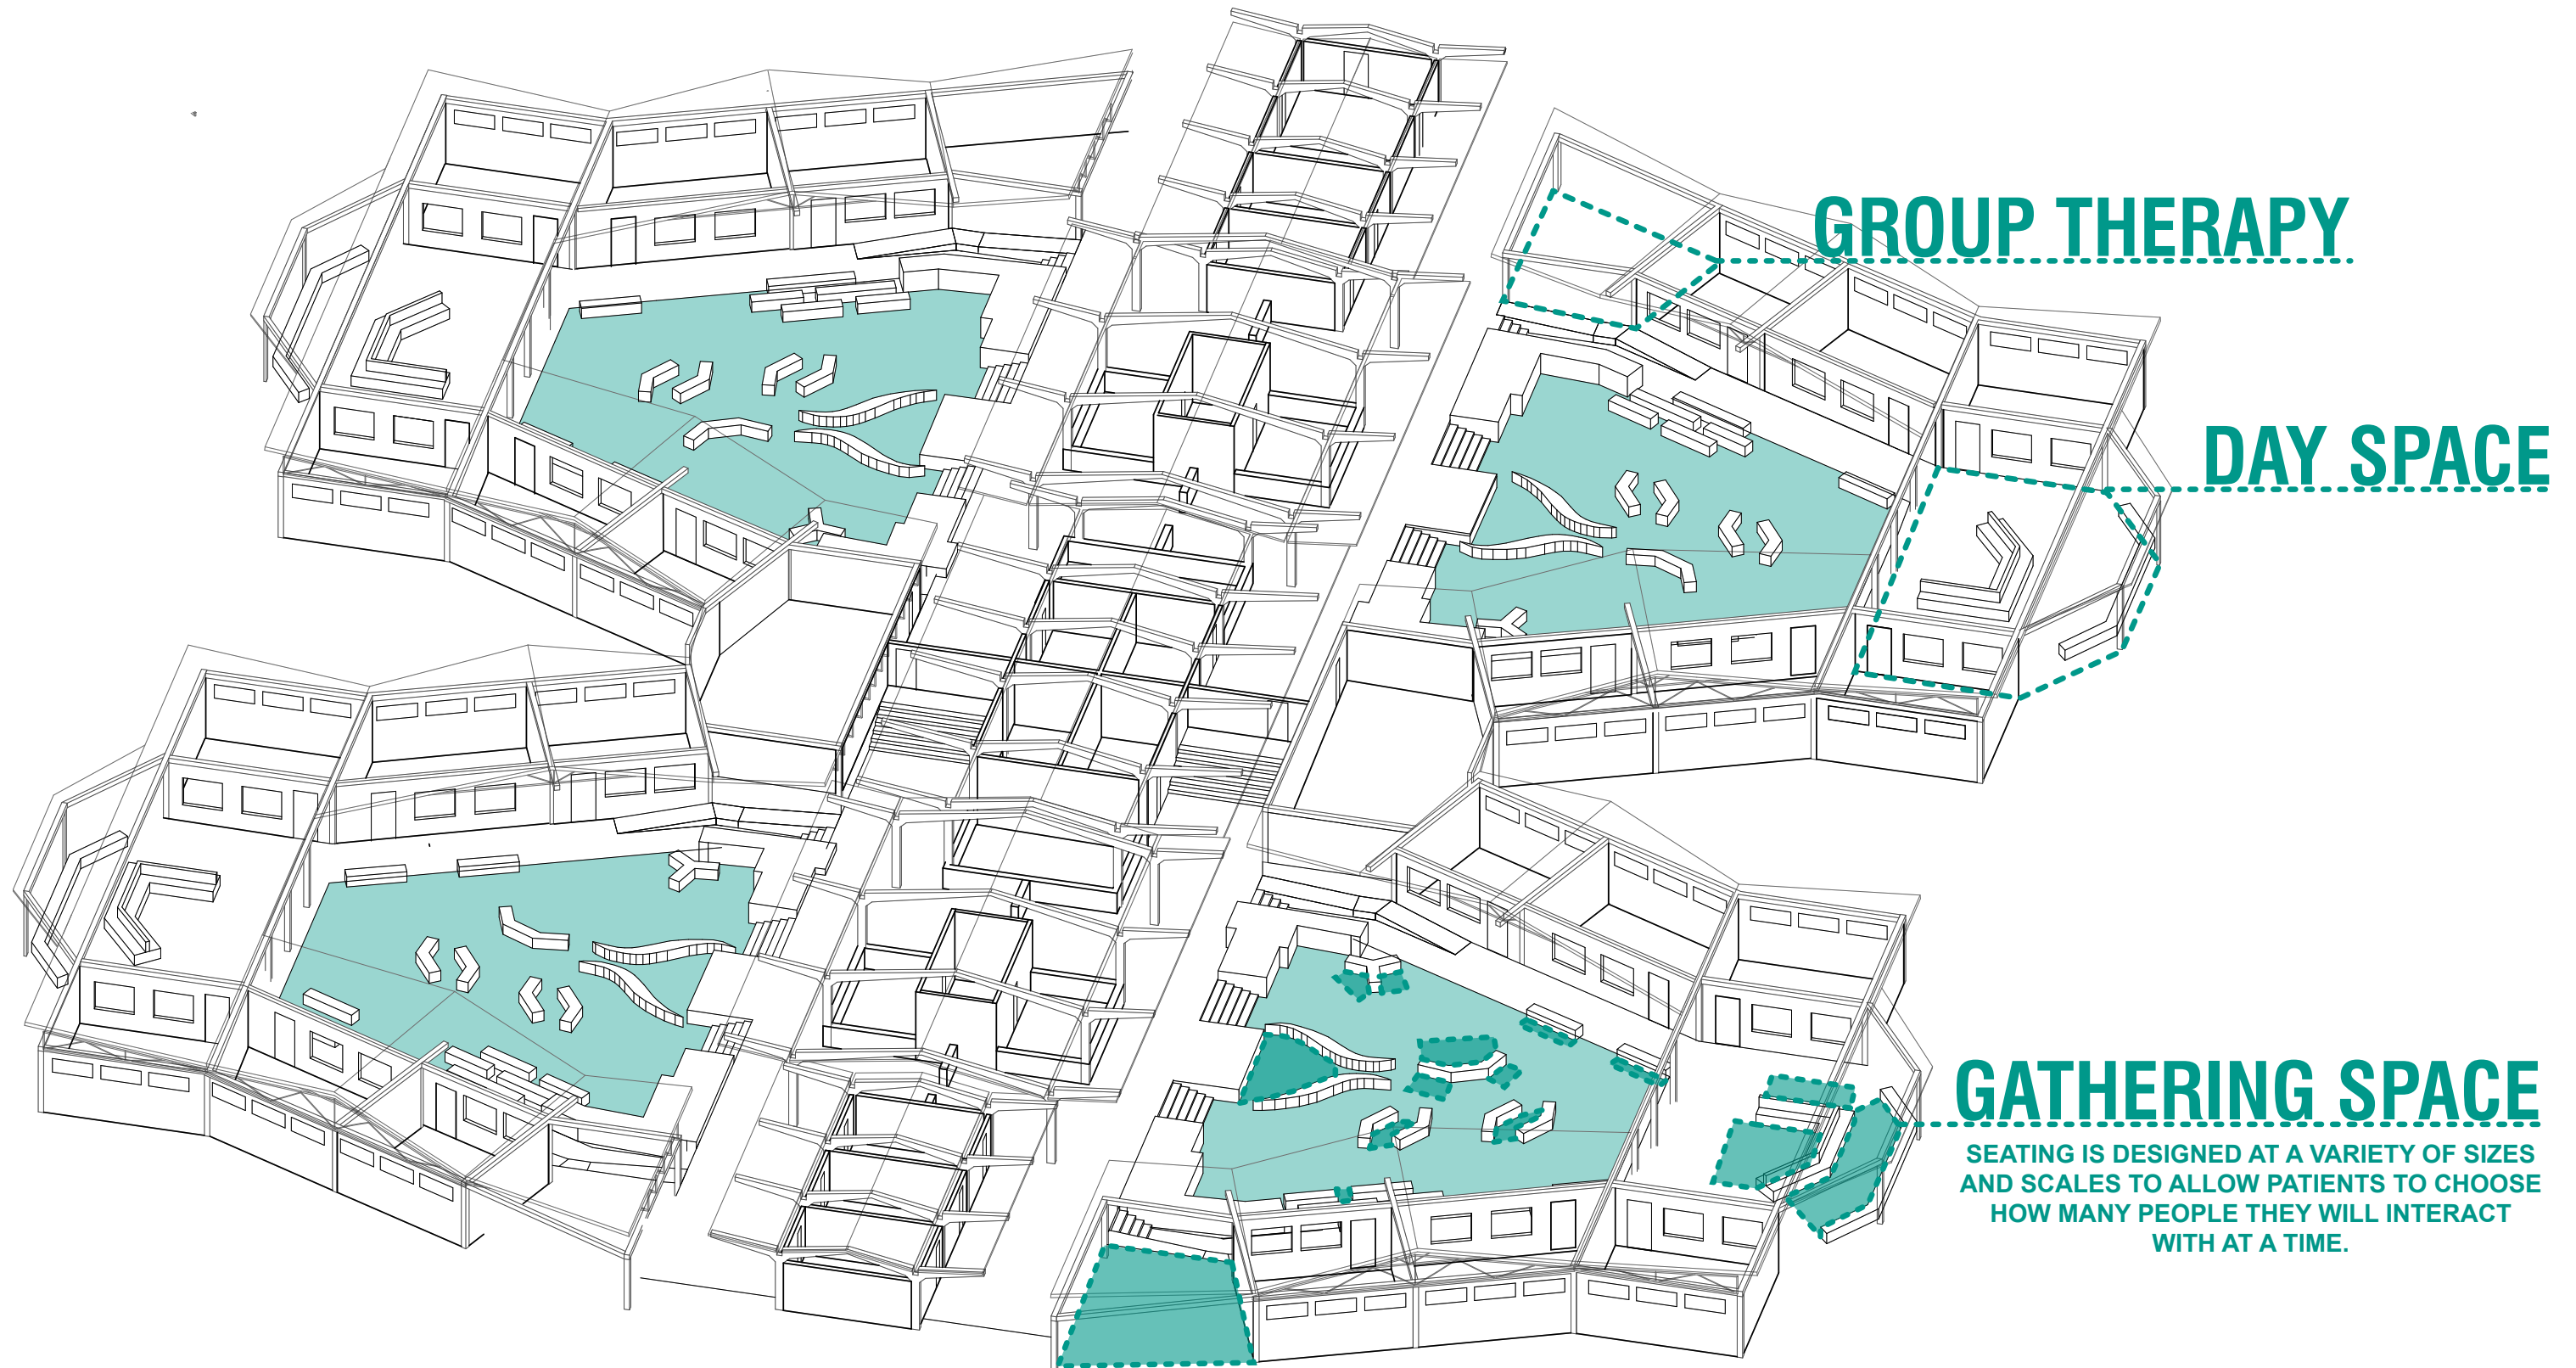 GROUP THERAPY
DAY SPACE
GATHERING SPACE
SEATING IS DESIGNED AT A VARIETY OF SIZES
AND SCALES TO ALLOW PATIENTS TO CHOOSE
HOW MANY PEOPLE THEY WILL INTERACT
WITH AT A TIME.